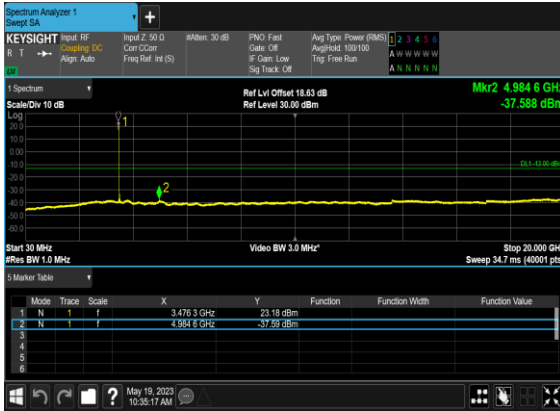 Spectrum Analyzer 1
Swept SA
+
KEYSIGHT Input: RF Input Z: 50 Ω #Atten: 30 dB PNO: Fast Avg Type: Power (RMS) 1 2 3 4 5 6
R T Coupling: DC Corr CCorr Gate: Off Avg|Hold: 100/100 A W W W W W
Align: Auto Freq Ref: Int (S) IF Gain: Low Trig: Free Run
LXI Sig Track: Off A N N N N N
1 Spectrum Ref Lvl Offset 18.63 dB Mkr2 4.984 6 GHz
Scale/Div 10 dB Ref Level 30.00 dBm -37.588 dBm
Log
20.0
10.0
0.00
-10.0
DL1 -13.00 dBm
-20.0
-30.0
-40.0
-50.0
-60.0
1
2
Start 30 MHz Video BW 3.0 MHz* Stop 20.000 GHz
#Res BW 1.0 MHz Sweep 34.7 ms (40001 pts)
5 Marker Table
Mode Trace Scale X Y Function Function Width Function Value
1 N 1 f 3.476 3 GHz 23.18 dBm
2 N 1 f 4.984 6 GHz -37.59 dBm
3
4
5
6
? May 19, 2023
10:35:17 AM